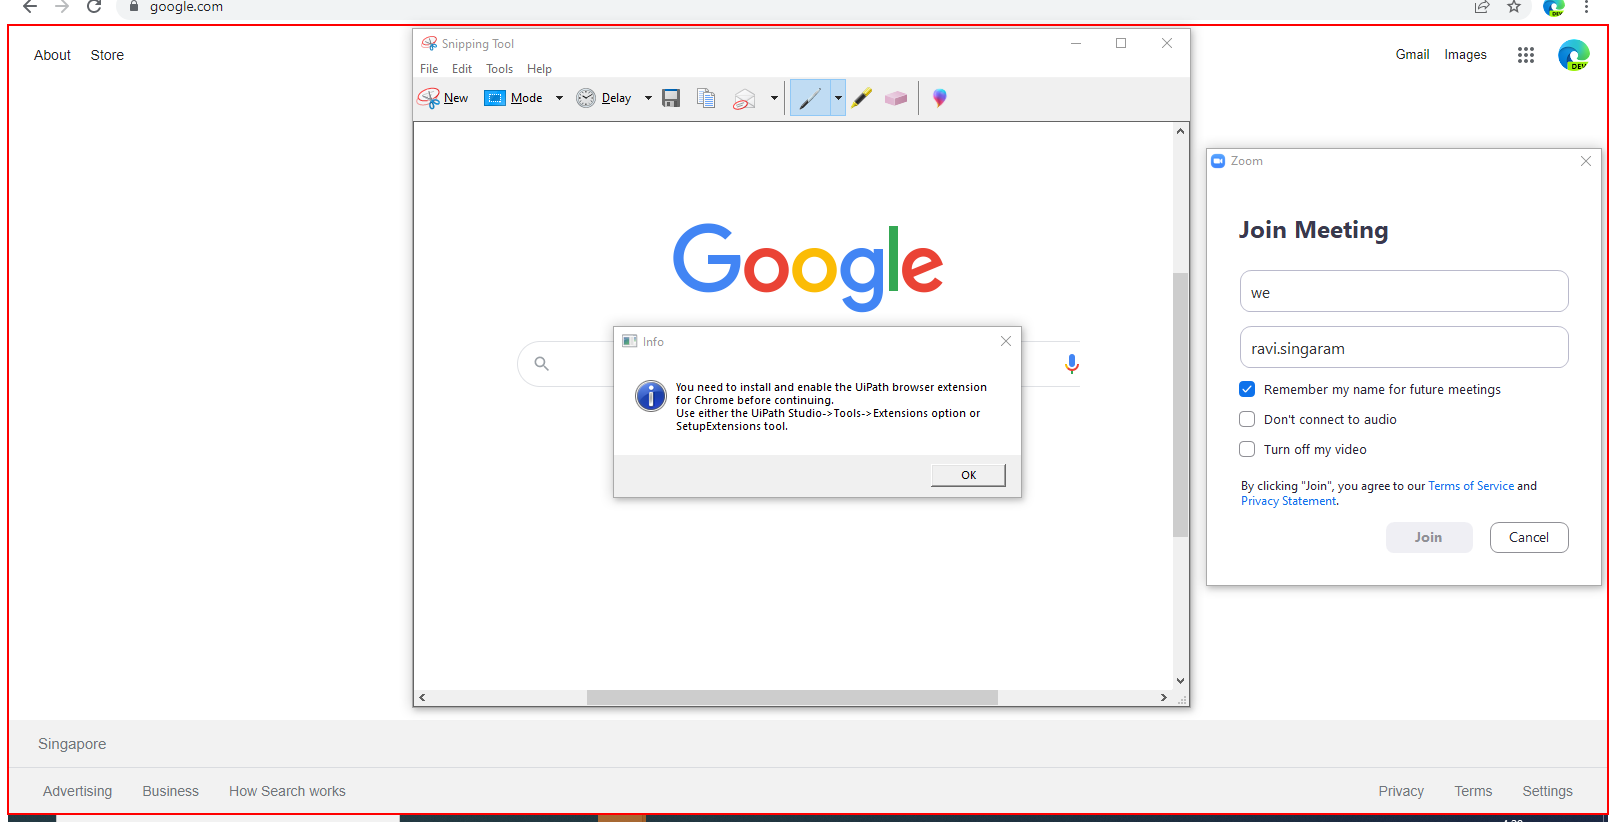 google.com
About Store
Gmail Images
DEV
Snipping Tool
File Edit Tools Help
New Mode Delay
Google
Info
You need to install and enable the UiPath browser extension
for Chrome before continuing.
Use either the UiPath Studio->Tools->Extensions option or
SetupExtensions tool.
OK
Zoom
Join Meeting
we
ravi.singaram
Remember my name for future meetings
Don't connect to audio
Turn off my video
By clicking "Join", you agree to our Terms of Service and
Privacy Statement.
Join Cancel
Singapore
Advertising Business How Search works
Privacy Terms Settings